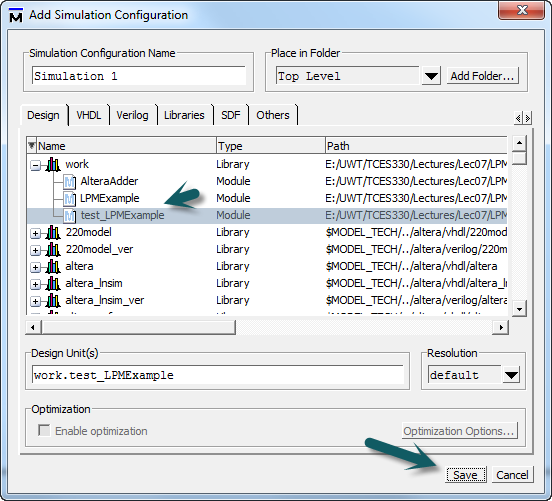 Add Simulation Configuration
Simulation Configuration Name
Place in Folder
Simulation 1
Top Level
Add Folder...
Design VHDL Verilog Libraries SDF Others
Name Type Path
work Library E:/UWT/TCES330/Lectures/Lec07/LPM
AlteraAdder Module E:/UWT/TCES330/Lectures/Lec07/LPM
LPMExample Module E:/UWT/TCES330/Lectures/Lec07/LPM
test_LPMExample Module E:/UWT/TCES330/Lectures/Lec07/LPM
220model Library $MODEL_TECH/../altera/vhdl/220mo
220model_ver Library $MODEL_TECH/../altera/verilog/220m
altera Library $MODEL_TECH/../altera/vhdl/altera
altera_lnsim Library $MODEL_TECH/../altera/vhdl/altera_ln
altera_lnsim_ver Library $MODEL_TECH/../altera/verilog/altera
Design Unit(s)
Resolution
work.test_LPMExample
default
Optimization
Enable optimization
Optimization Options...
Save Cancel